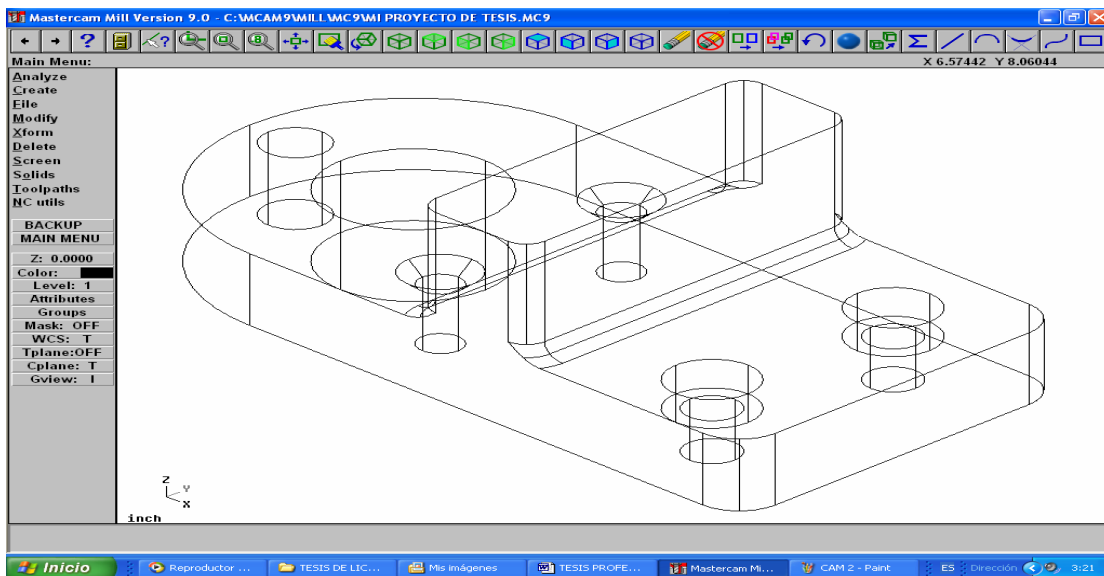 Mastercam Mill Version 9.0 - C:\MCAM9\MILL\MC9\MI PROYECTO DE TESIS.MC9
Main Menu:
X 6.57442 Y 8.06044
Analyze
Create
File
Modify
Xform
Delete
Screen
Solids
Toolpaths
NC utils
BACKUP
MAIN MENU
Z: 0.0000
Color:
Level: 1
Attributes
Groups
Mask: OFF
WCS: T
Tplane:OFF
Cplane: T
Gview: I
Z
Y
X
inch
Inicio
Reproductor ...
TESIS DE LIC...
Mis imágenes
TESIS PROFE...
Mastercam Mi...
CAM 2 - Paint
ES
Dirección
3:21